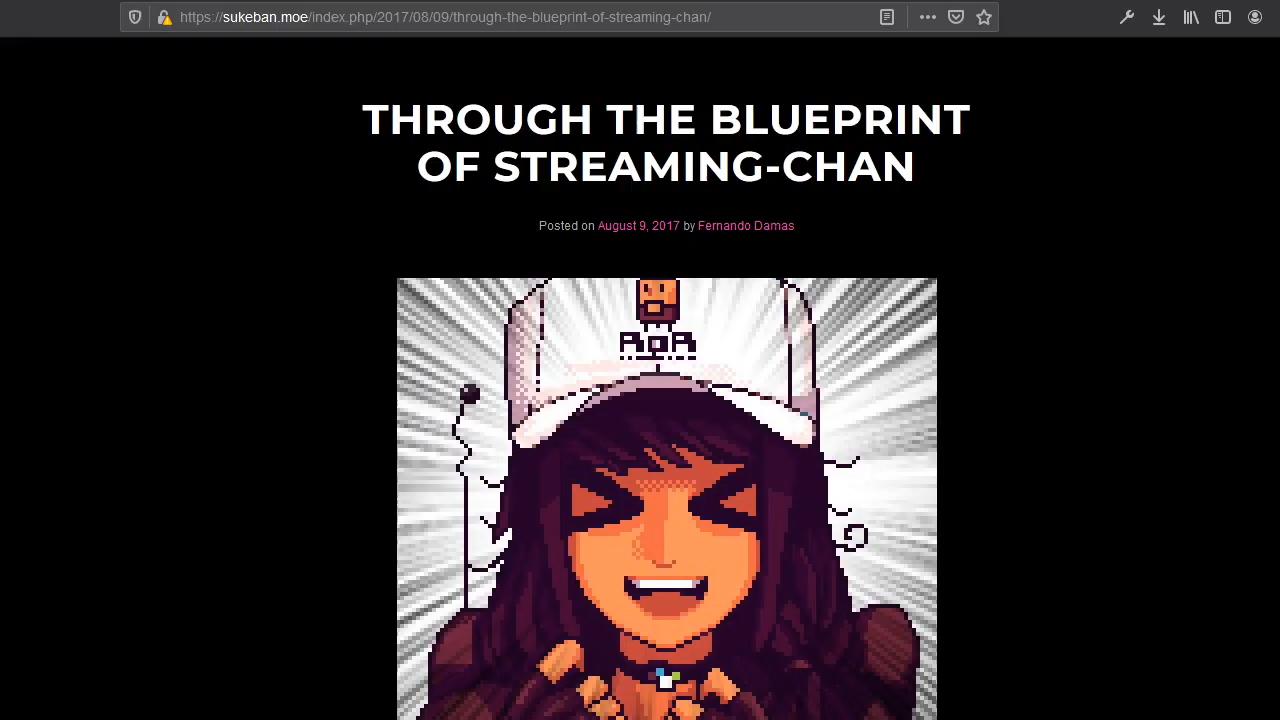 https://sukeban.moe/index.php/2017/08/09/through-the-blueprint-of-streaming-chan/
THROUGH THE BLUEPRINT
OF STREAMING-CHAN
Posted on August 9, 2017 by Fernando Damas